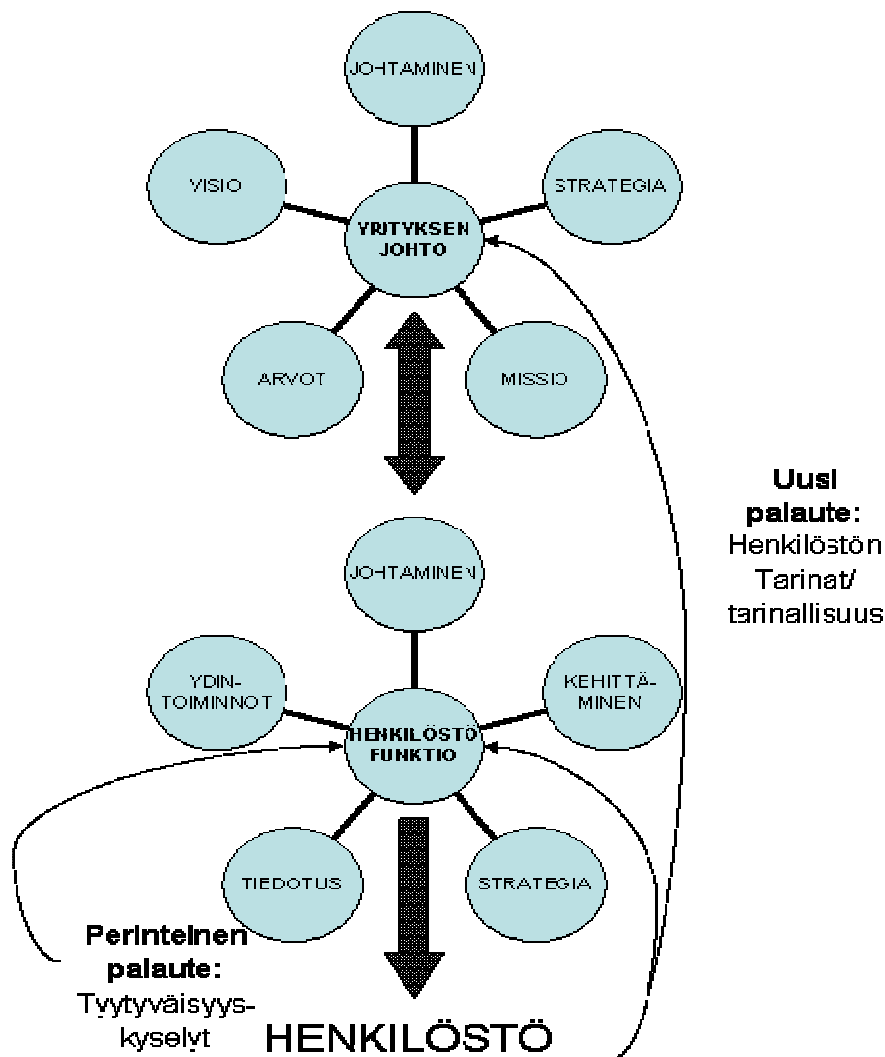 JOHTAMINEN
VISIO
STRATEGIA
YRITYKSEN
JOHTO
ARVOT
MISSIO
Uusi
palaute:
Henkilöstön
Tarinat/
tarinallisuus
JOHTAMINEN
YDIN-
TOIMINNOT
KEHITTÄ-
MINEN
HENKILÖSTÖ
FUNKTIO
TIEDOTUS
STRATEGIA
Perinteinen
palaute:
Tyytyväisyys-
kyselyt
HENKILÖSTÖ